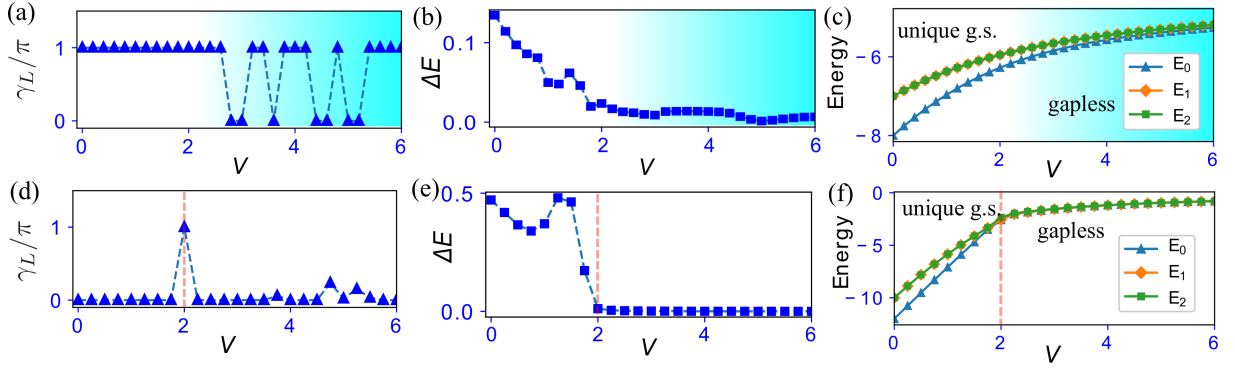 (a)
γ_L/π
1
0
0
2
4
6
V
(b)
ΔE
0.1
0.0
0
2
4
6
V
(c)
Energy
unique g.s.
gapless
E₀
E₁
E₂
−6
−8
0
2
4
6
V
(d)
γ_L/π
1
0
0
2
4
6
V
(e)
ΔE
0.5
0.0
0
2
4
6
V
(f)
Energy
unique g.s.
gapless
E₀
E₁
E₂
0
−5
−10
0
2
4
6
V